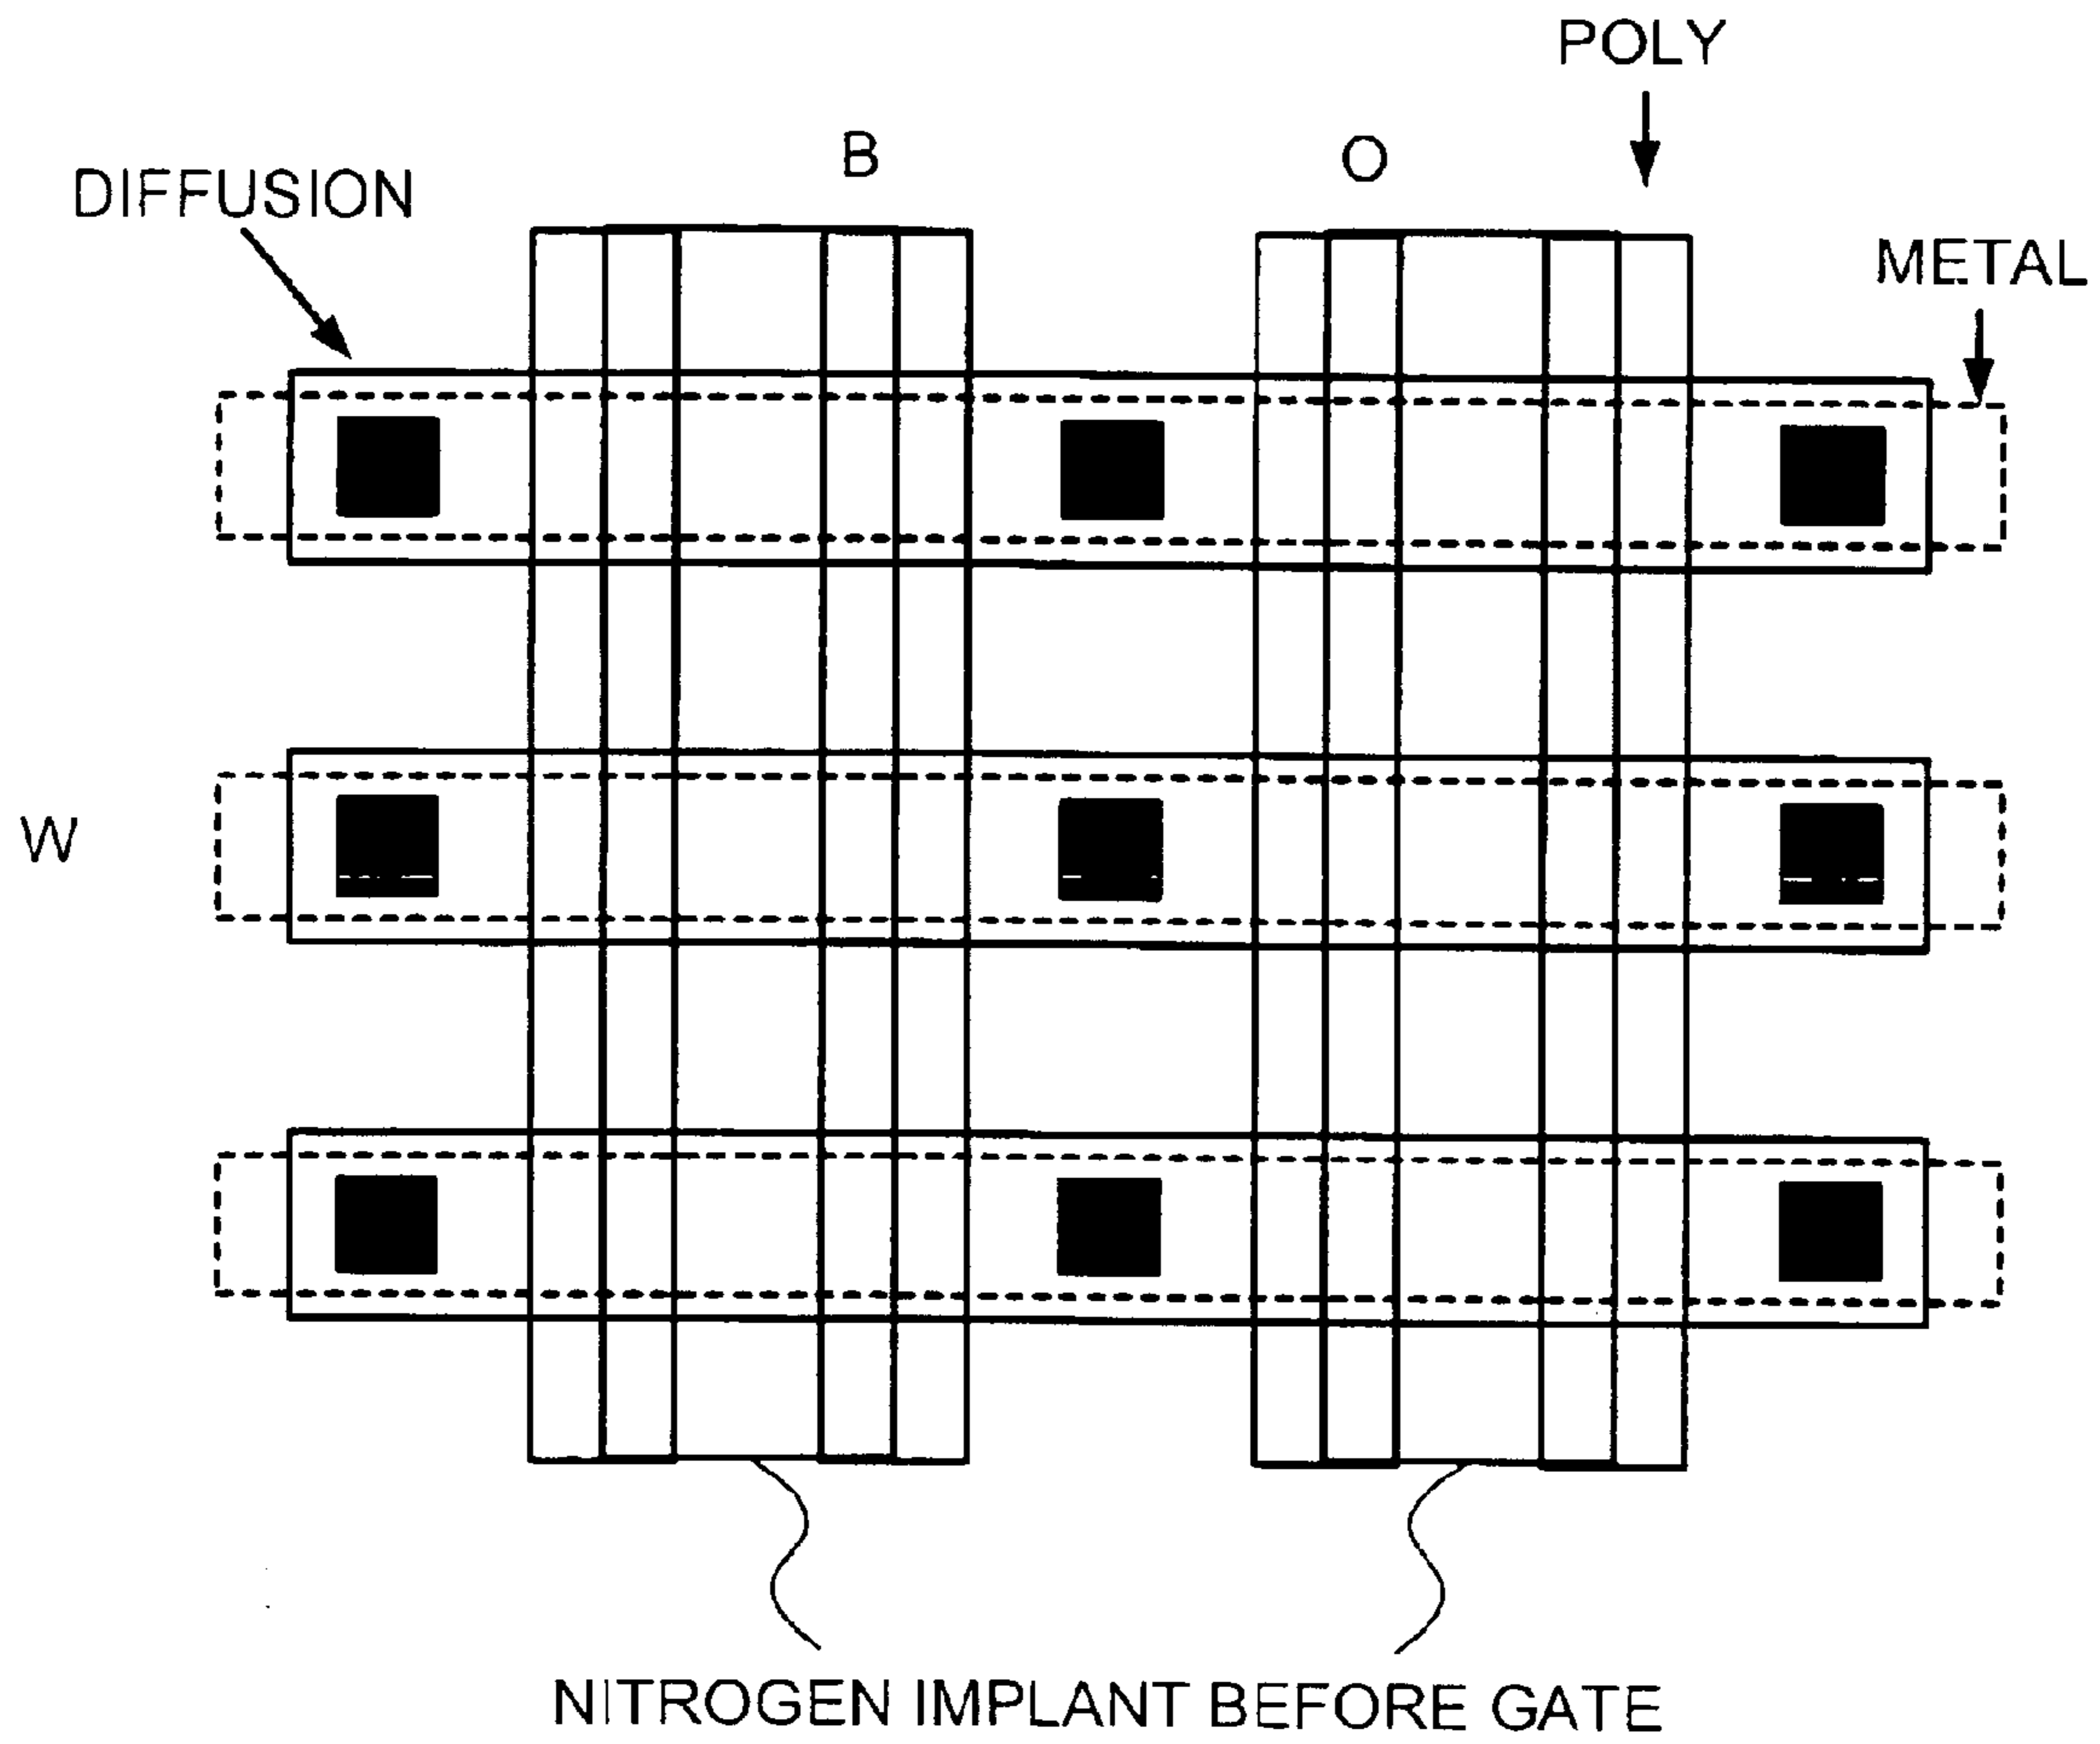 POLY
B
O
DIFFUSION
METAL
W
NITROGEN IMPLANT BEFORE GATE